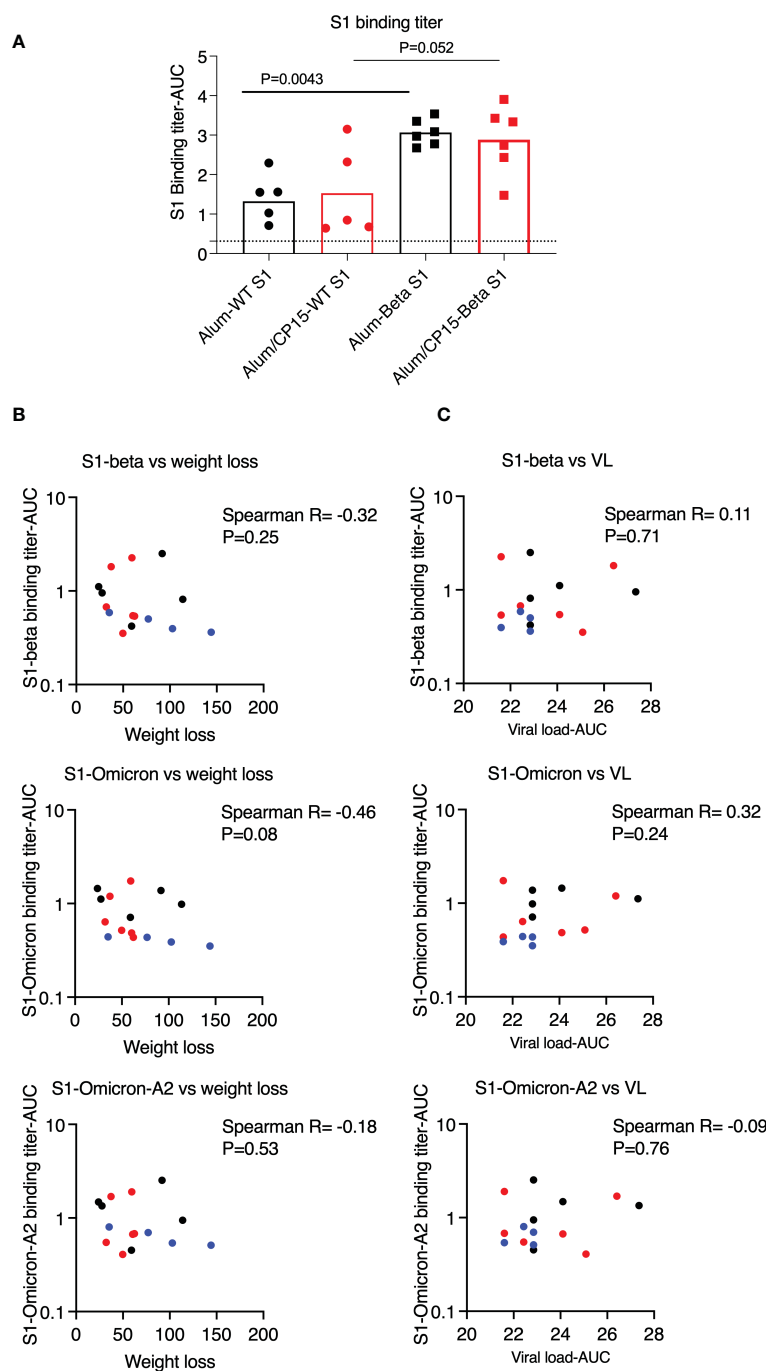 A
S1 binding titer
P=0.052
P=0.0043
S1 Binding titer-AUC
5
4
3
2
1
0
Alum-WT S1
Alum/CP15-WT S1
Alum-Beta S1
Alum/CP15-Beta S1
B
S1-beta vs weight loss
Spearman R= -0.32
P=0.25
S1-beta binding titer-AUC
10
1
0.1
0 50 100 150 200
Weight loss
S1-Omicron vs weight loss
Spearman R= -0.46
P=0.08
S1-Omicron binding titer-AUC
10
1
0.1
0 50 100 150 200
Weight loss
S1-Omicron-A2 vs weight loss
Spearman R= -0.18
P=0.53
S1-Omicron-A2 binding titer-AUC
10
1
0.1
0 50 100 150 200
Weight loss
C
S1-beta vs VL
Spearman R= 0.11
P=0.71
S1-beta binding titer-AUC
10
1
0.1
20 22 24 26 28
Viral load-AUC
S1-Omicron vs VL
Spearman R= 0.32
P=0.24
S1-Omicron binding titer-AUC
10
1
0.1
20 22 24 26 28
Viral load-AUC
S1-Omicron-A2 vs VL
Spearman R= -0.09
P=0.76
S1-Omicron-A2 binding titer-AUC
10
1
0.1
20 22 24 26 28
Viral load-AUC